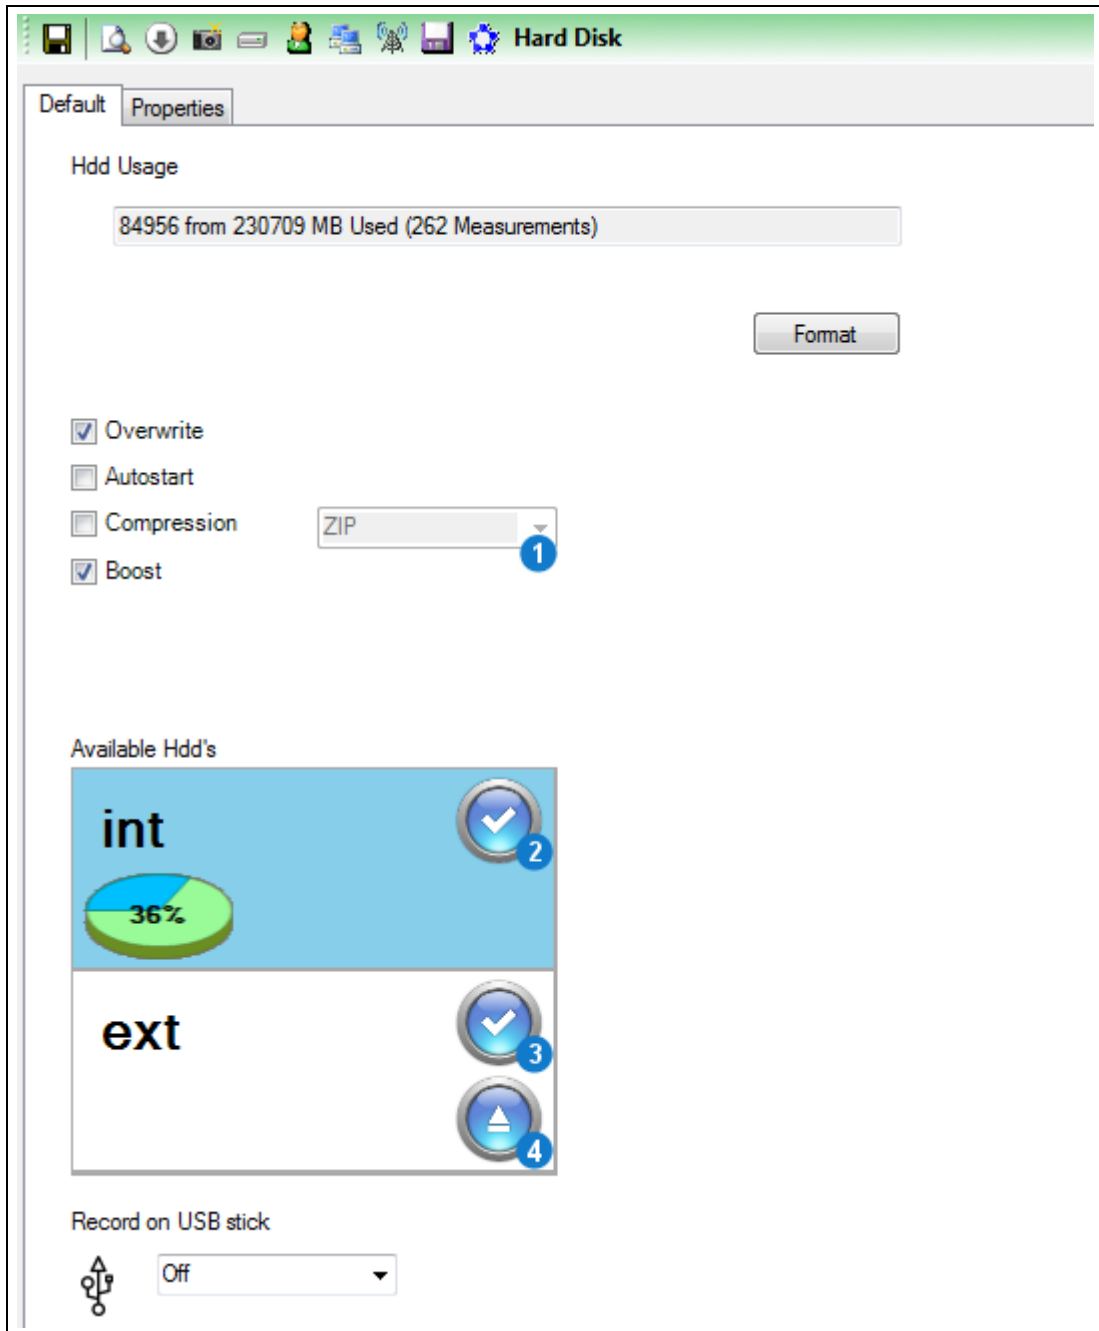 Hard Disk
Default Properties
Hdd Usage
84956 from 230709 MB Used (262 Measurements)
Format
Overwrite
Autostart
Compression ZIP
1
Boost
Available Hdd's
int
2
36%
ext
3
4
Record on USB stick
Off